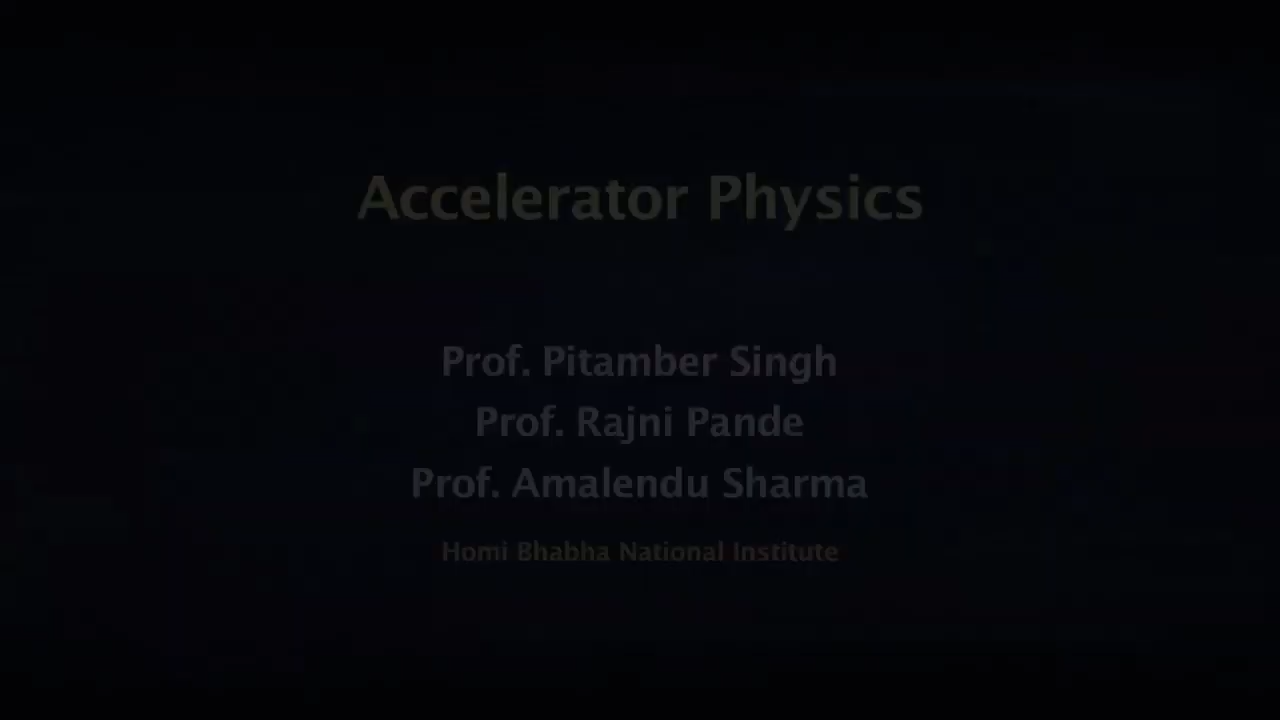 Accelerator Physics
Prof. Pitamber Singh
Prof. Rajni Pande
Prof. Amalendu Sharma
Homi Bhabha National Institute